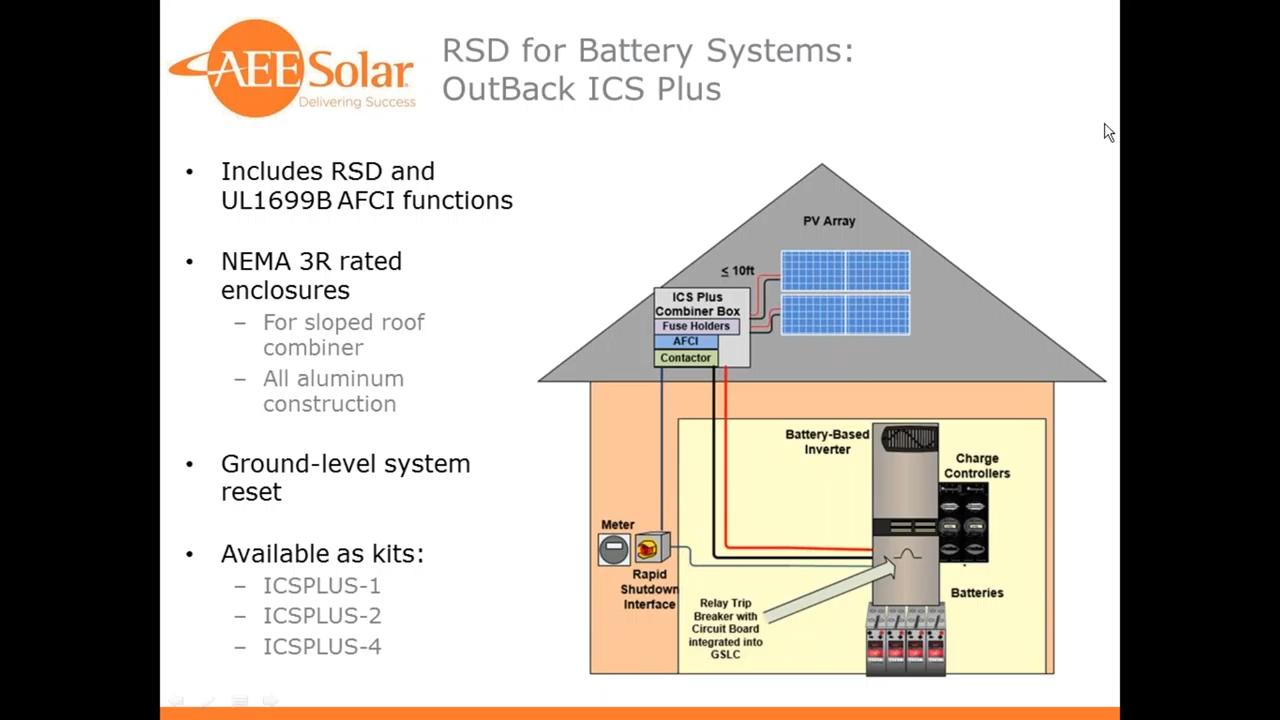 AEE Solar
Delivering Success
RSD for Battery Systems:
OutBack ICS Plus
• Includes RSD and
UL1699B AFCI functions
• NEMA 3R rated
enclosures
– For sloped roof
combiner
– All aluminum
construction
• Ground-level system
reset
• Available as kits:
– ICSPLUS-1
– ICSPLUS-2
– ICSPLUS-4
PV Array
≤ 10ft
ICS Plus
Combiner Box
Fuse Holders
AFCI
Contactor
Battery-Based
Inverter
Charge
Controllers
Meter
Rapid
Shutdown
Interface
Relay Trip
Breaker with
Circuit Board
integrated into
GSLC
Batteries